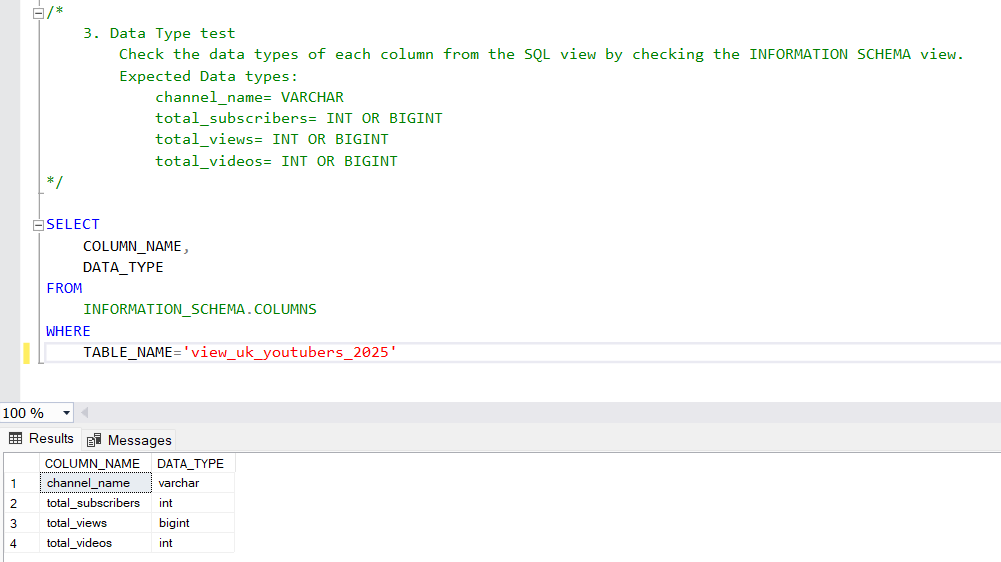 /*
3. Data Type test
Check the data types of each column from the SQL view by checking the INFORMATION SCHEMA view.
Expected Data types:
channel_name= VARCHAR
total_subscribers= INT OR BIGINT
total_views= INT OR BIGINT
total_videos= INT OR BIGINT
*/
SELECT
COLUMN_NAME,
DATA_TYPE
FROM
INFORMATION_SCHEMA.COLUMNS
WHERE
TABLE_NAME='view_uk_youtubers_2025'
100 %
Results Messages
COLUMN_NAME DATA_TYPE
1 channel_name varchar
2 total_subscribers int
3 total_views bigint
4 total_videos int